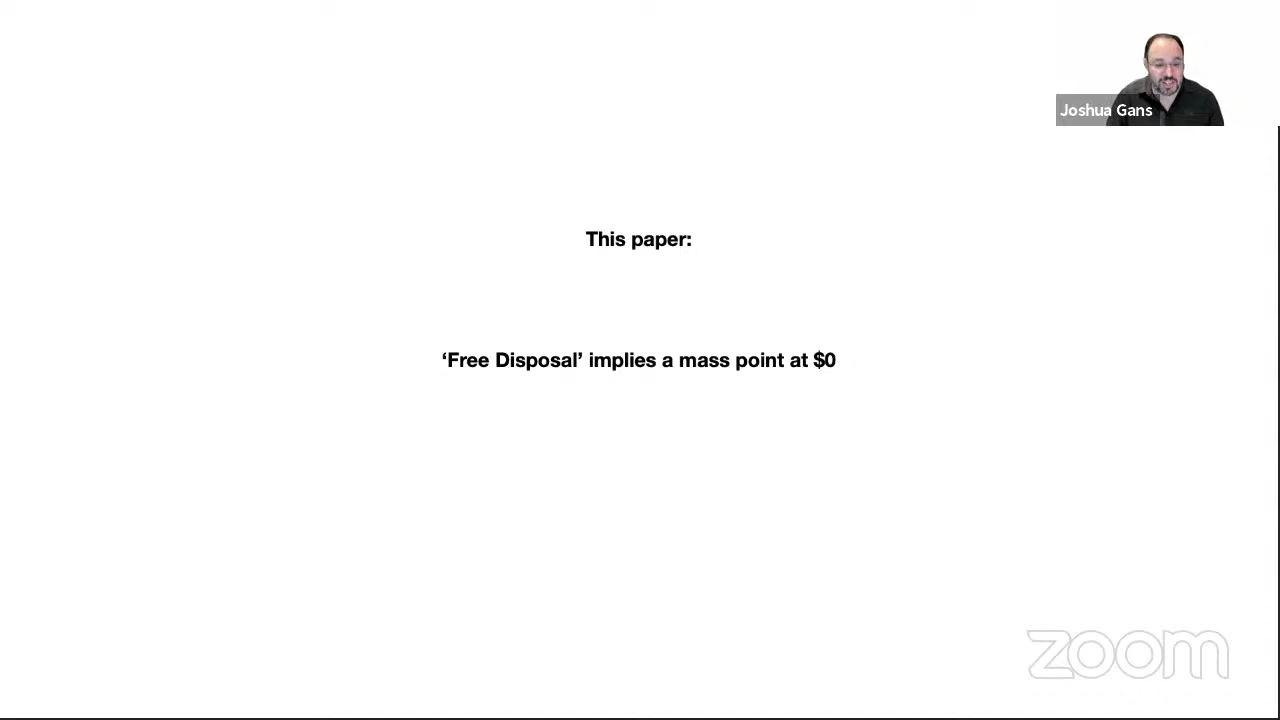 Joshua Gans
This paper:
‘Free Disposal’ implies a mass point at $0
zoom